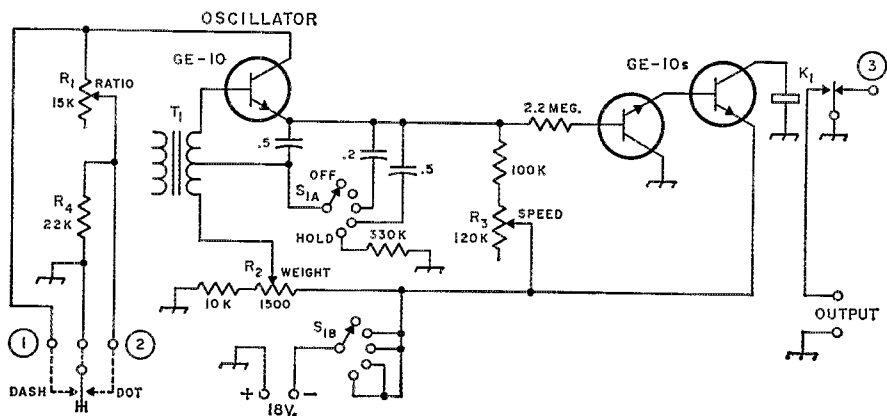 OSCILLATOR
GE-10
GE-10s
K1
3
R1
RATIO
15K
T1
2.2 MEG.
.5
.2
.5
OFF
S1A
100K
R4
22K
R3
SPEED
120K
HOLD
330K
R2
WEIGHT
10K
1500
OUTPUT
1
2
S1B
DASH
DOT
+
18V.
–